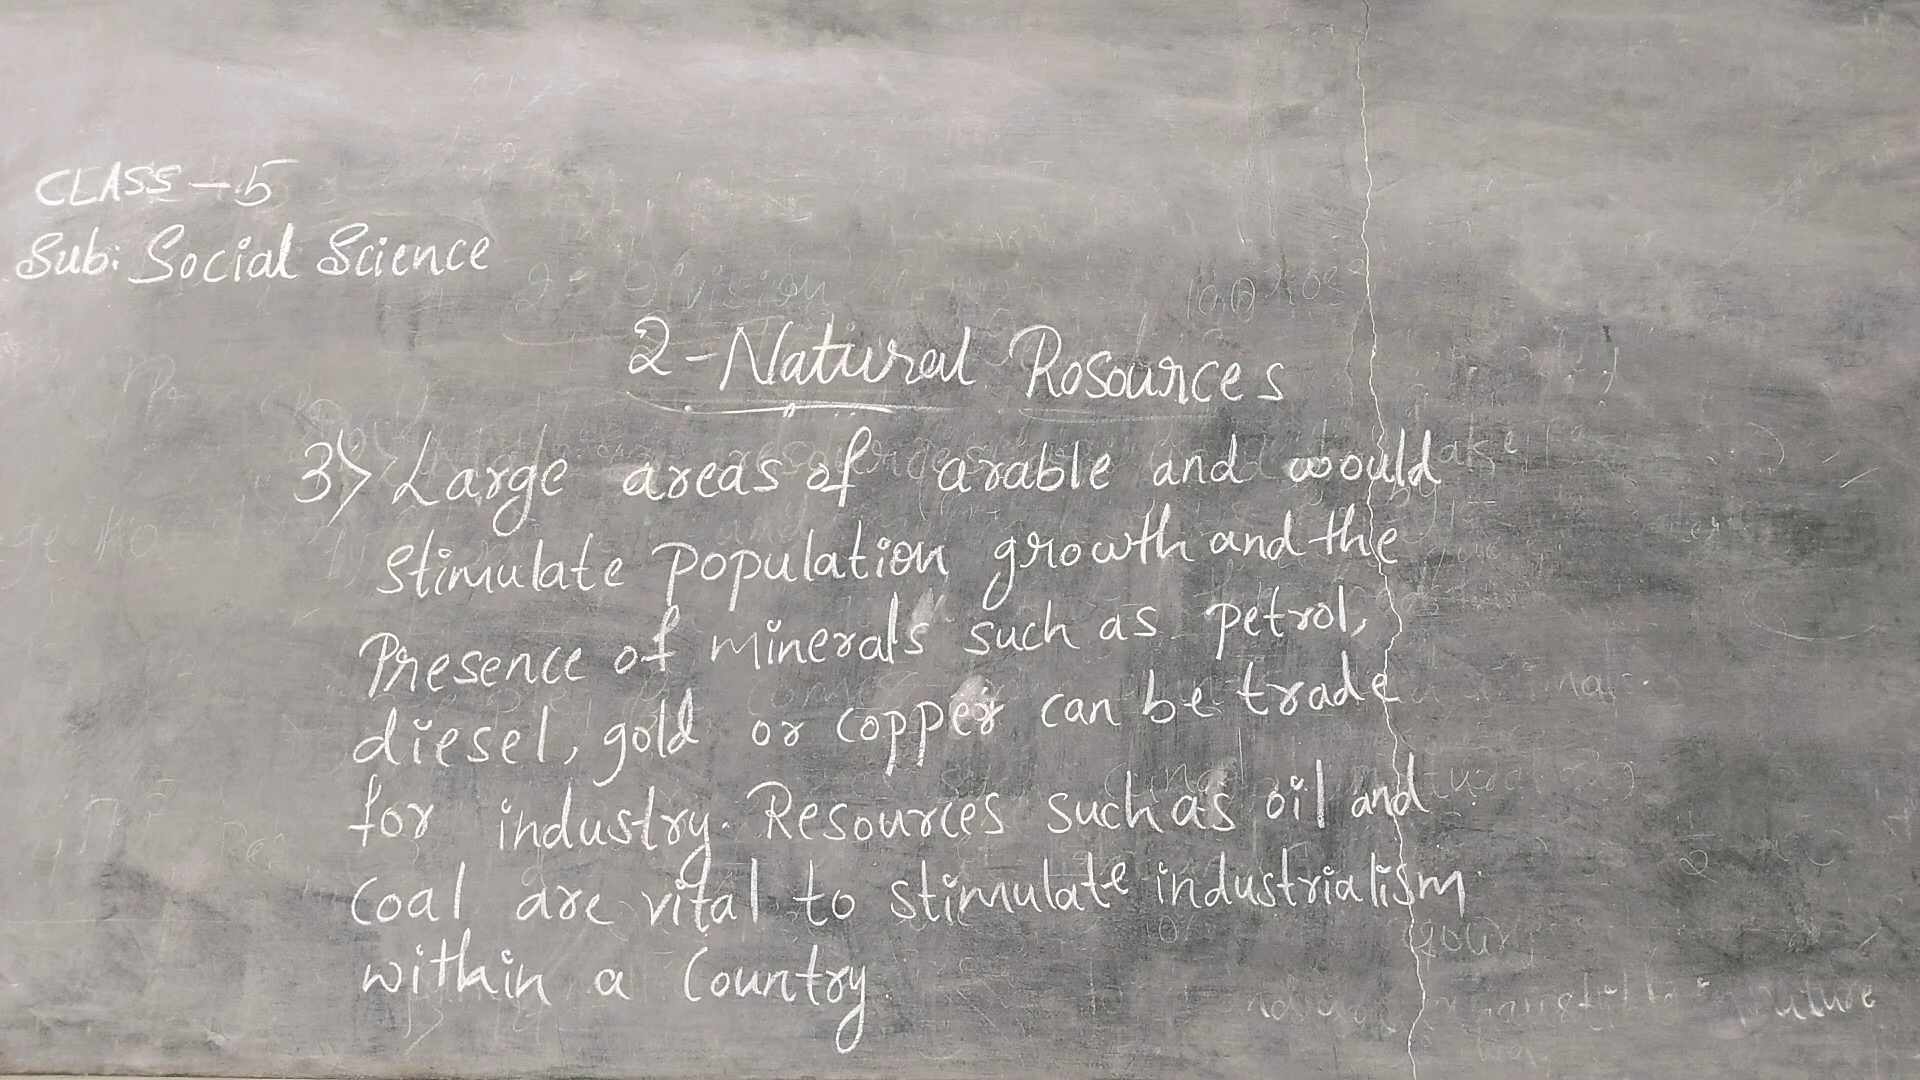 CLASS - 5
Sub: Social Science
2-Natural Rosources
3> Large areas of arable and would
stimulate population growth and the
Presence of minerals such as petrol,
diesel, gold or copper can be trade
for industry. Resources such as oil and
Coal are vital to stimulate industrialism
within a Country